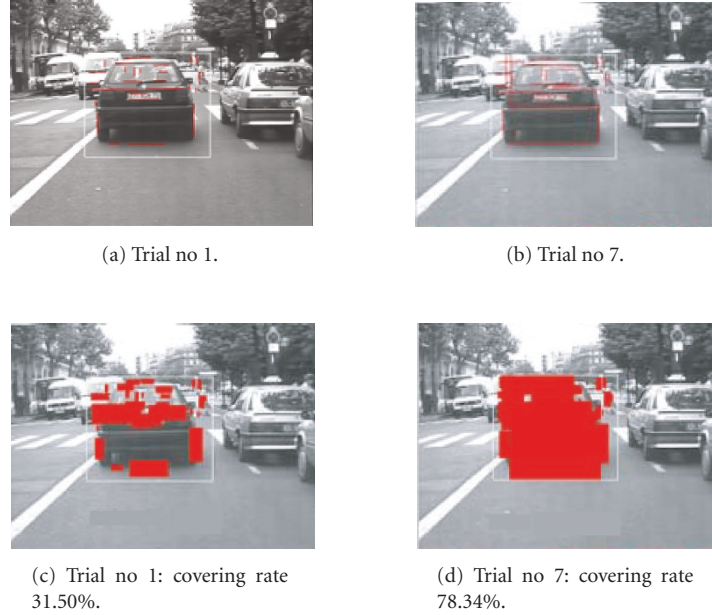 (a) Trial no 1.
(b) Trial no 7.
(c) Trial no 1: covering rate
31.50%.
(d) Trial no 7: covering rate
78.34%.